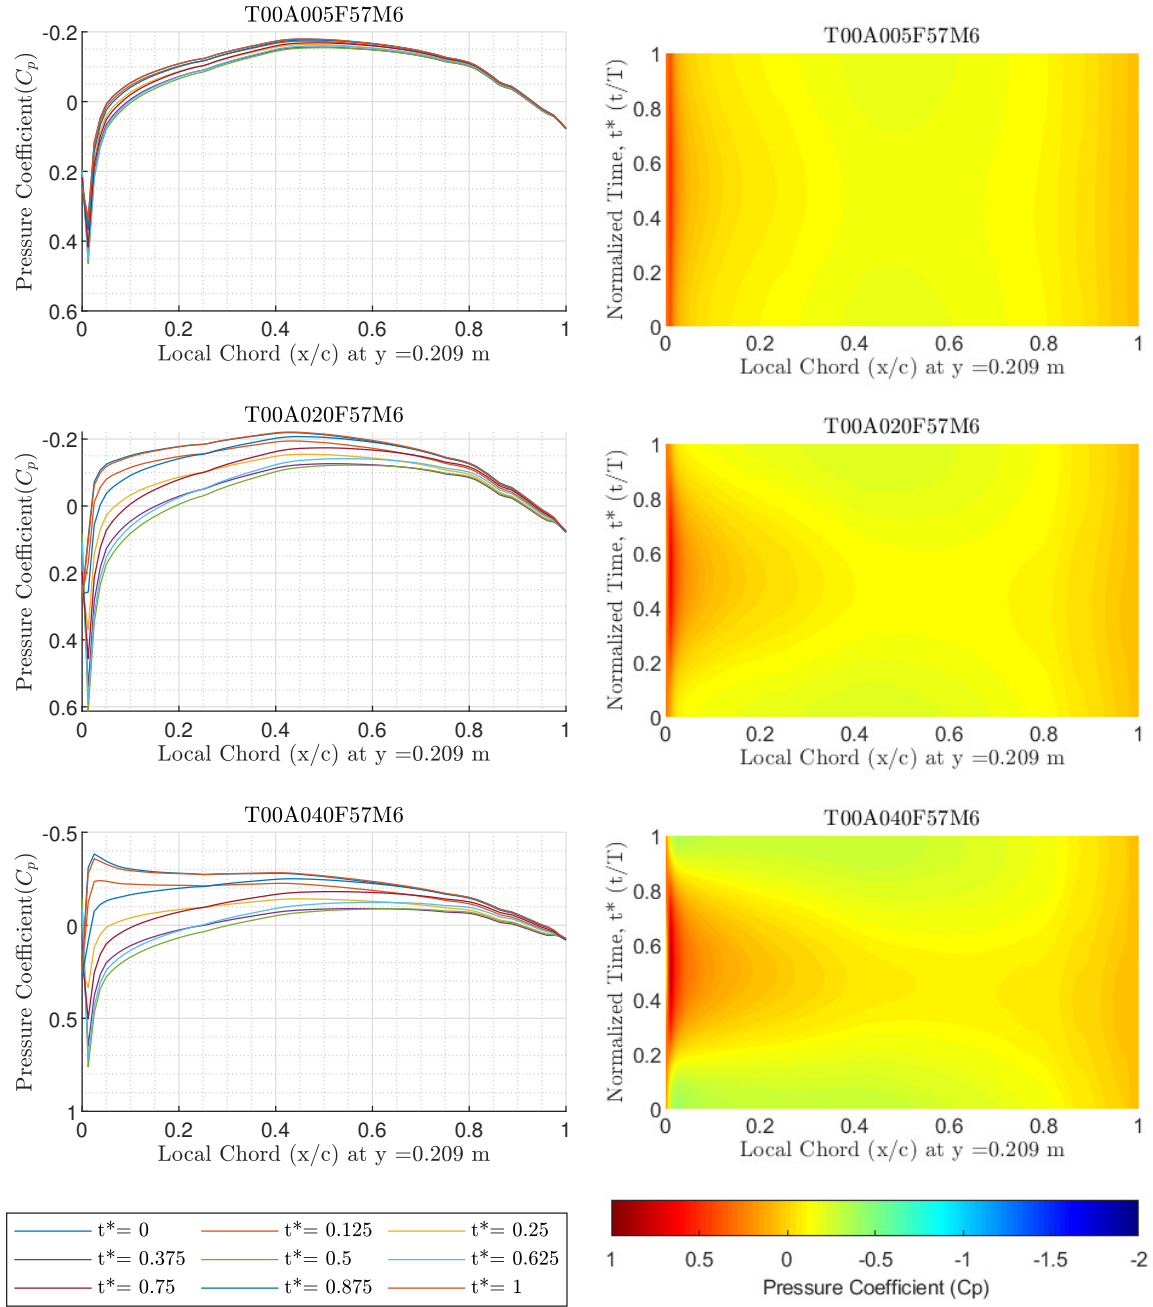 T00A005F57M6
-0.2
0
0.2
0.4
0.6
Pressure Coefficient(Cp)
0 0.2 0.4 0.6 0.8 1
Local Chord (x/c) at y =0.209 m
T00A005F57M6
1
0.8
0.6
0.4
0.2
0
Normalized Time, t* (t/T)
0 0.2 0.4 0.6 0.8 1
Local Chord (x/c) at y =0.209 m
T00A020F57M6
-0.2
0
0.2
0.4
0.6
Pressure Coefficient(Cp)
0 0.2 0.4 0.6 0.8 1
Local Chord (x/c) at y =0.209 m
T00A020F57M6
1
0.8
0.6
0.4
0.2
0
Normalized Time, t* (t/T)
0 0.2 0.4 0.6 0.8 1
Local Chord (x/c) at y =0.209 m
T00A040F57M6
-0.5
0
0.5
1
Pressure Coefficient(Cp)
0 0.2 0.4 0.6 0.8 1
Local Chord (x/c) at y =0.209 m
T00A040F57M6
1
0.8
0.6
0.4
0.2
0
Normalized Time, t* (t/T)
0 0.2 0.4 0.6 0.8 1
Local Chord (x/c) at y =0.209 m
t*= 0 t*= 0.125 t*= 0.25
t*= 0.375 t*= 0.5 t*= 0.625
t*= 0.75 t*= 0.875 t*= 1
1 0.5 0 -0.5 -1 -1.5 -2
Pressure Coefficient (Cp)